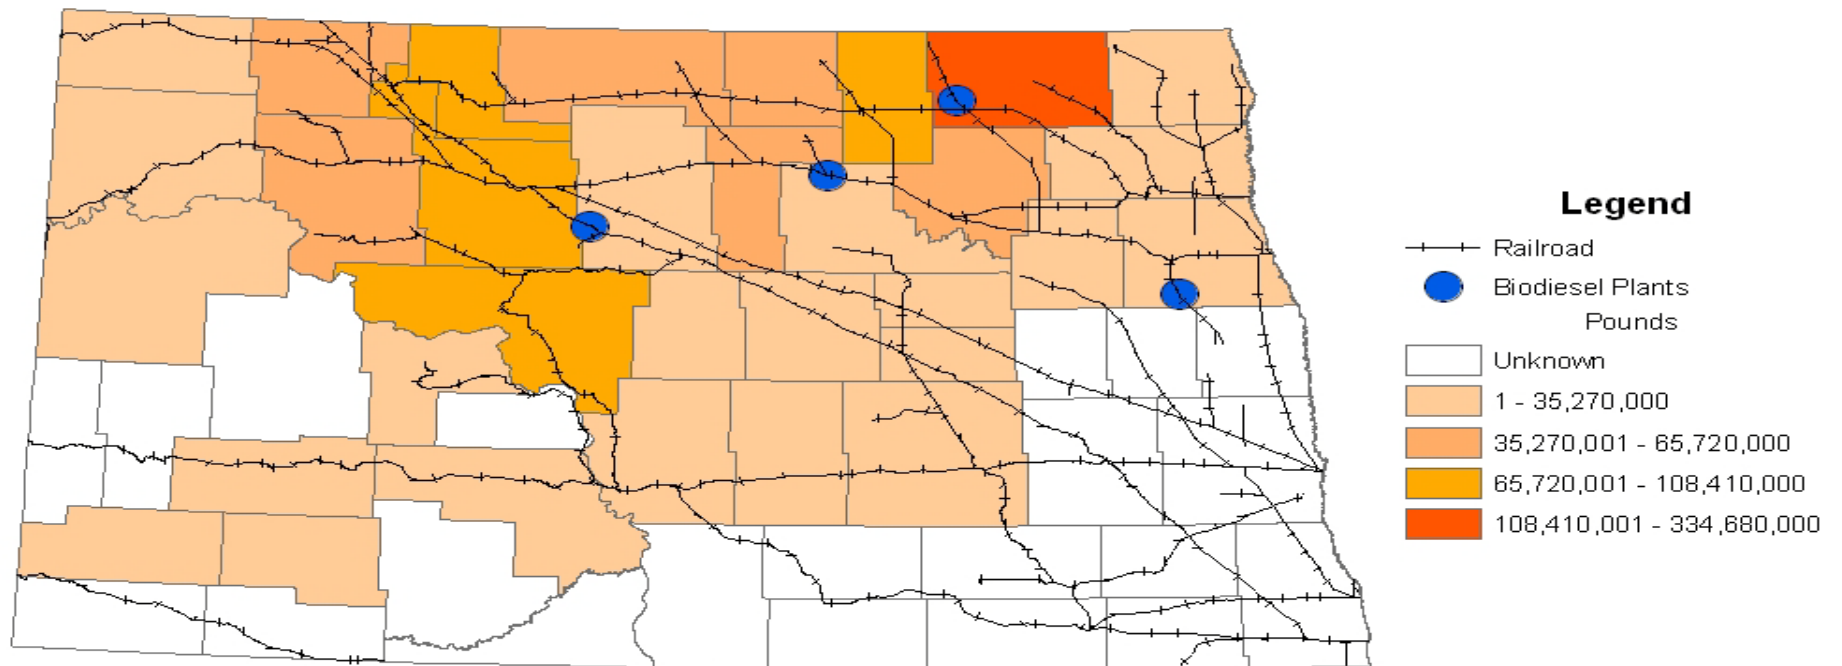 Legend
Railroad
Biodiesel Plants
Pounds
Unknown
1 - 35,270,000
35,270,001 - 65,720,000
65,720,001 - 108,410,000
108,410,001 - 334,680,000